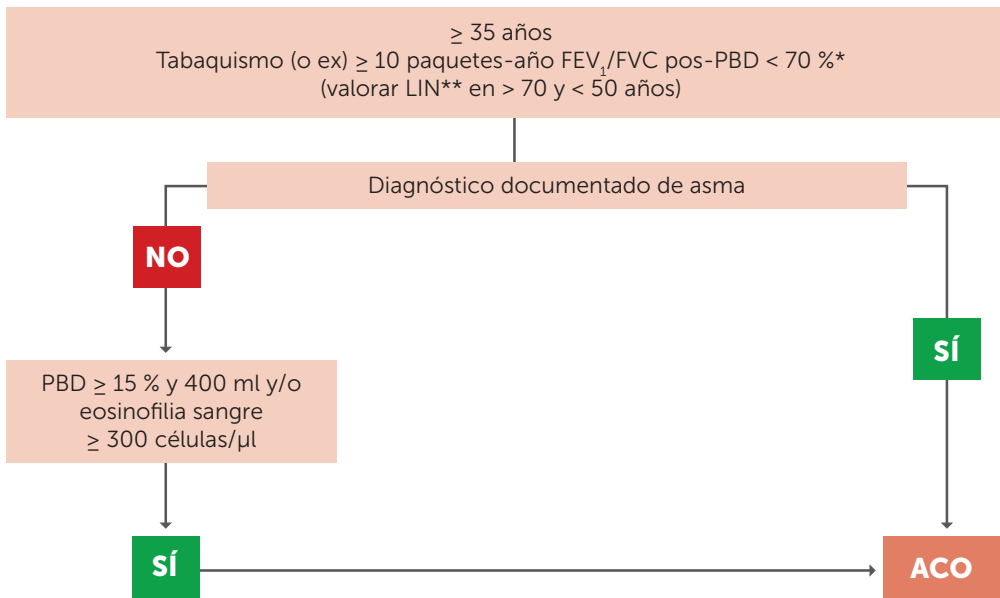 ≥ 35 años
Tabaquismo (o ex) ≥ 10 paquetes-año FEV₁/FVC pos-PBD < 70 %*
(valorar LIN** en > 70 y < 50 años)
Diagnóstico documentado de asma
NO
SÍ
PBD ≥ 15 % y 400 ml y/o
eosinofilia sangre
≥ 300 células/µl
SÍ
ACO